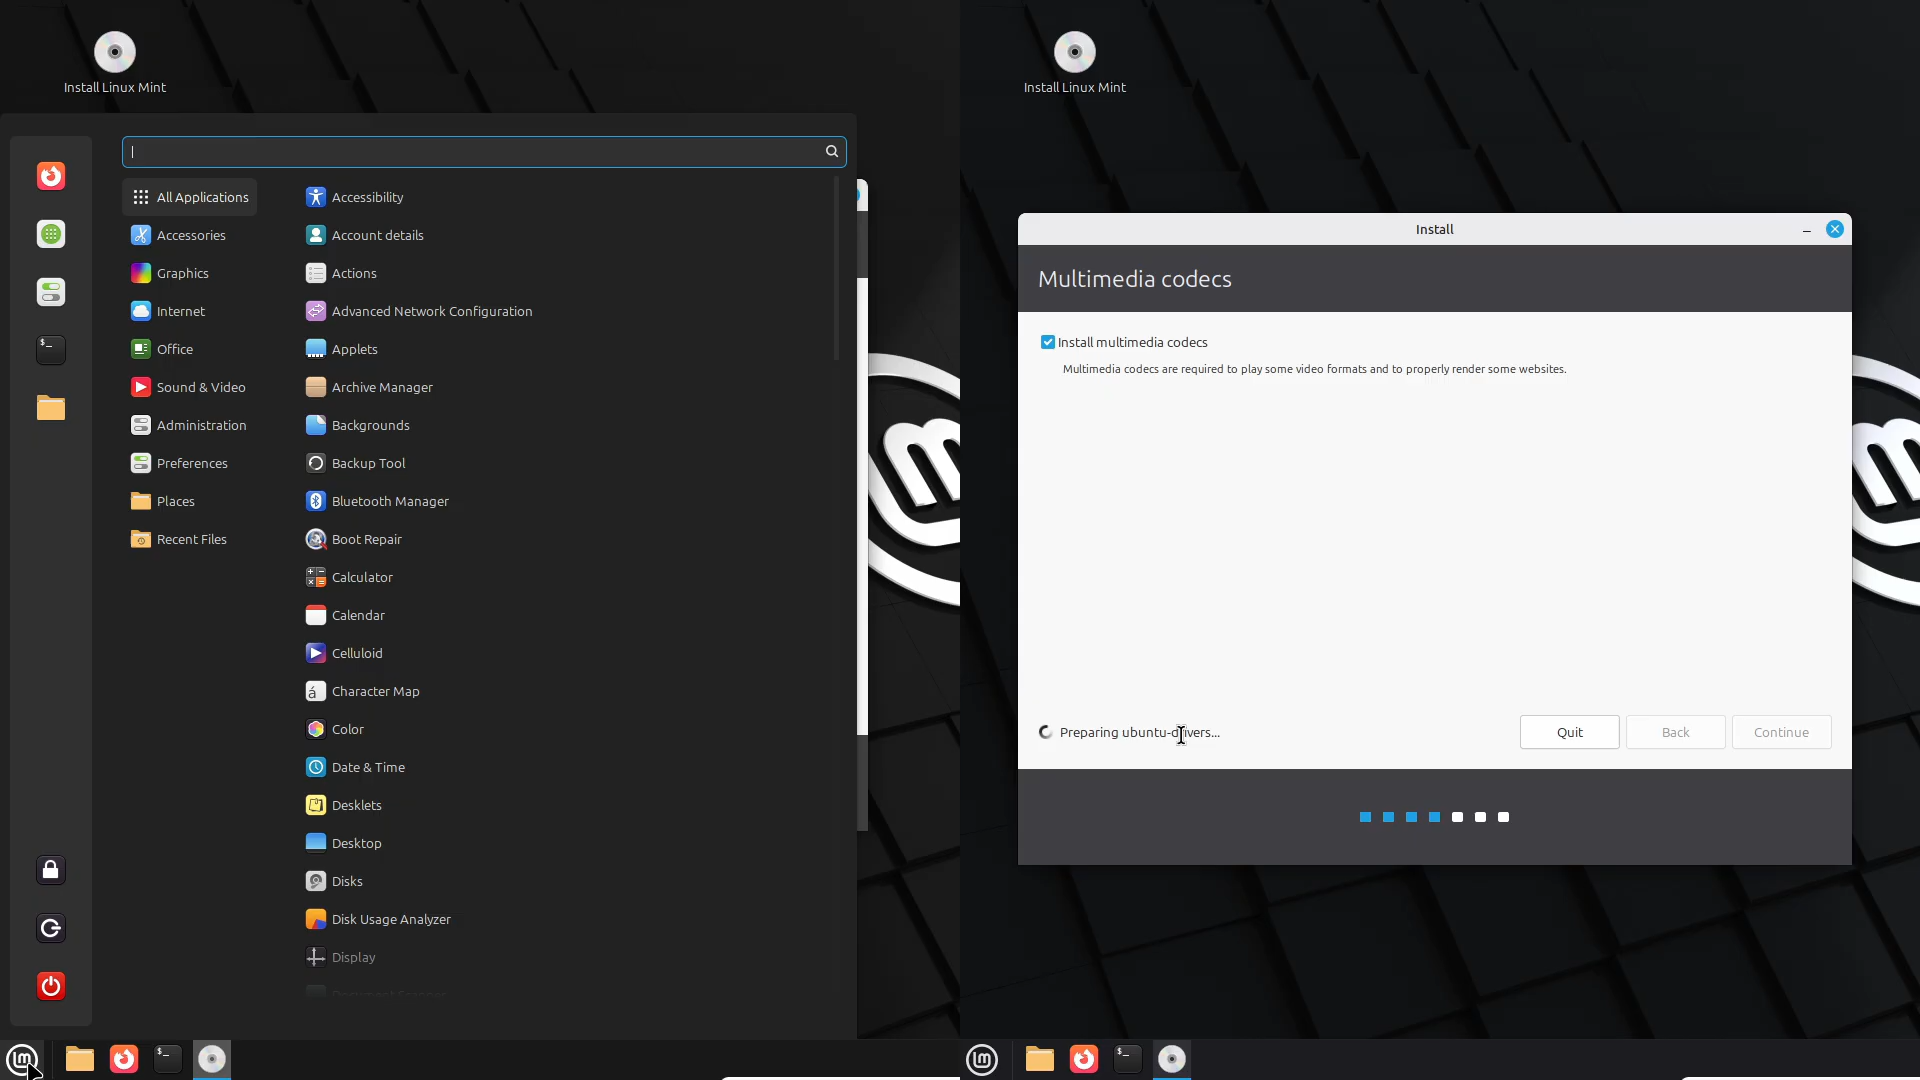 Install Linux Mint
All Applications
Accessories
Graphics
Internet
Office
Sound & Video
Administration
Preferences
Places
Recent Files
Accessibility
Account details
Actions
Advanced Network Configuration
Applets
Archive Manager
Backgrounds
Backup Tool
Bluetooth Manager
Boot Repair
Calculator
Calendar
Celluloid
Character Map
Color
Date & Time
Desklets
Desktop
Disks
Disk Usage Analyzer
Display
Document Scanner
Install Linux Mint
Install
Multimedia codecs
Install multimedia codecs
Multimedia codecs are required to play some video formats and to properly render some websites.
Preparing ubuntu-drivers...
Quit
Back
Continue